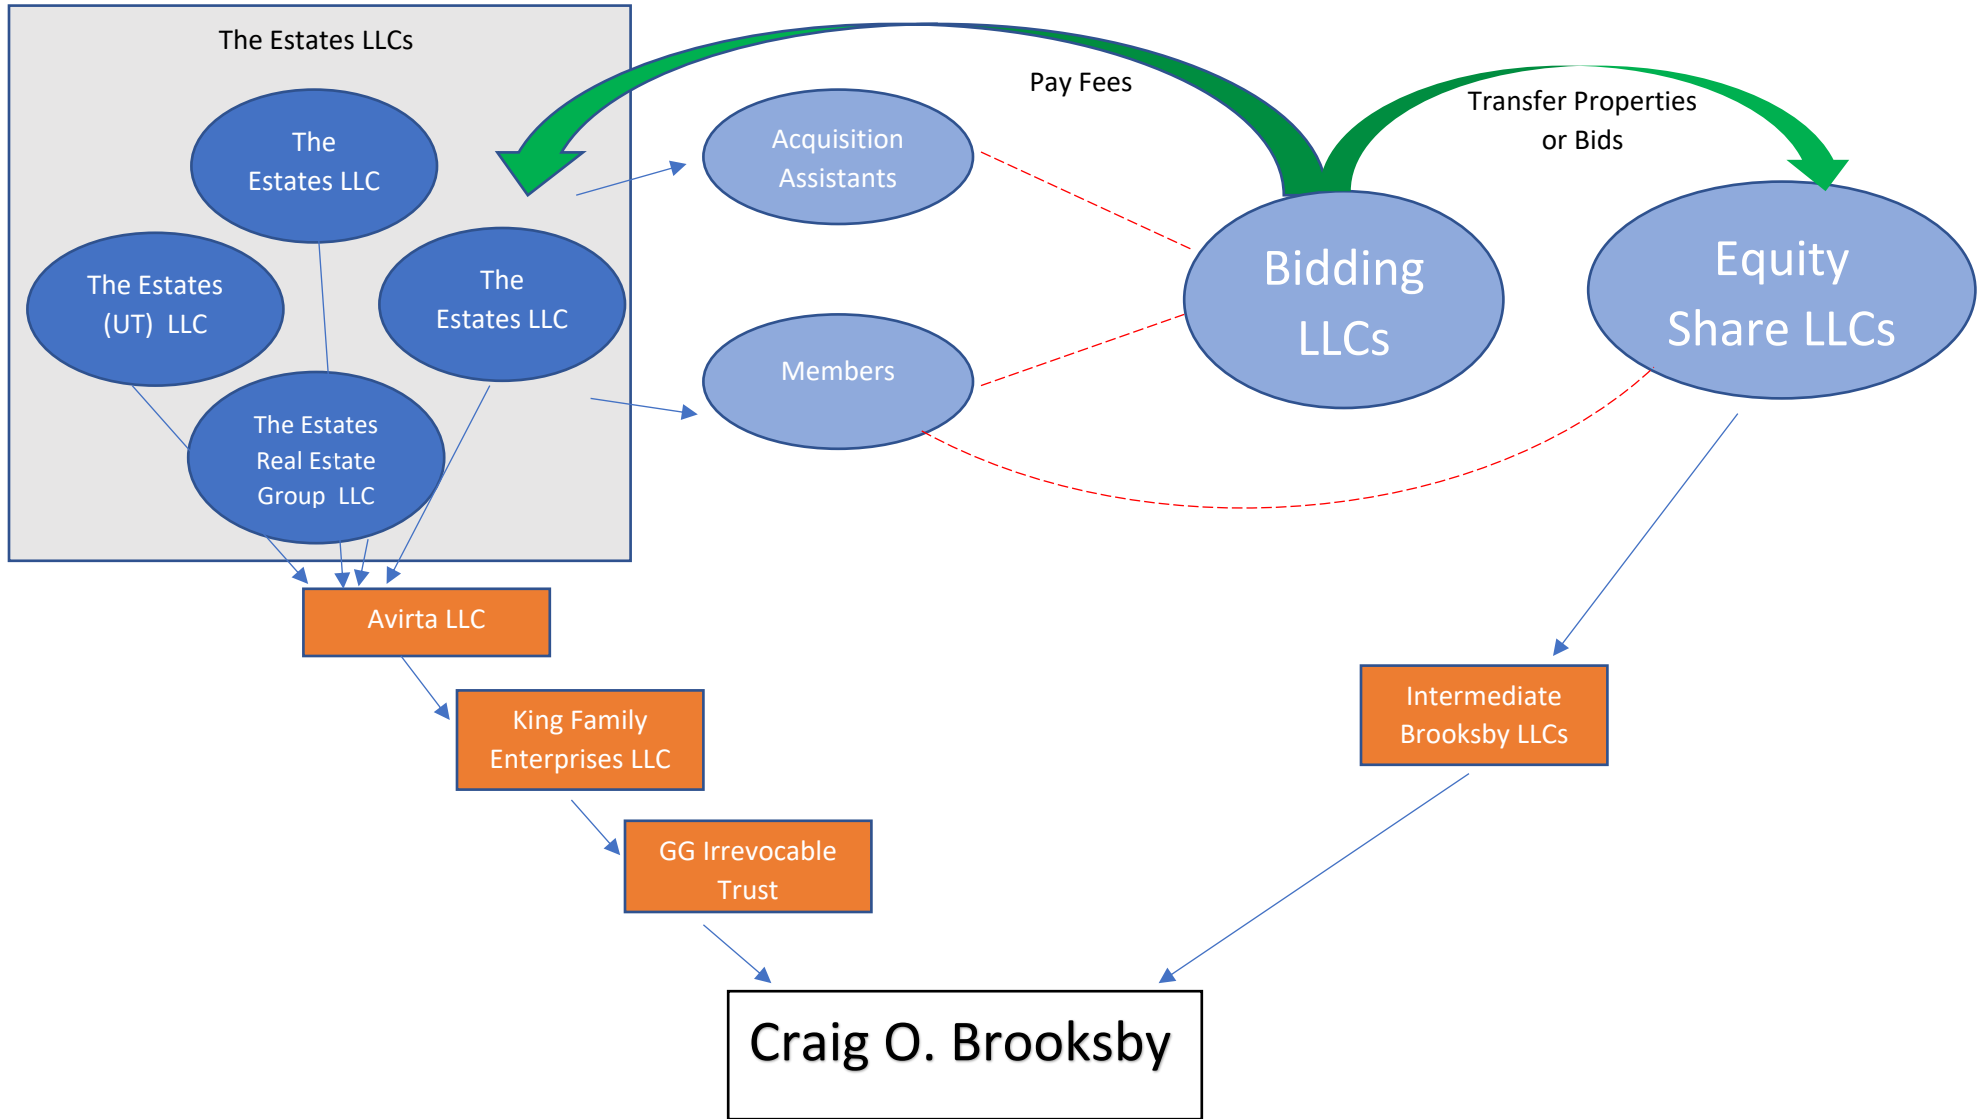 The Estates LLCs
Pay Fees
Transfer Properties
or Bids
The
Estates LLC
Acquisition
Assistants
The Estates
(UT) LLC
The
Estates LLC
Bidding
LLCs
Equity
Share LLCs
Members
The Estates
Real Estate
Group LLC
Avirta LLC
King Family
Enterprises LLC
Intermediate
Brooksby LLCs
GG Irrevocable
Trust
Craig O. Brooksby